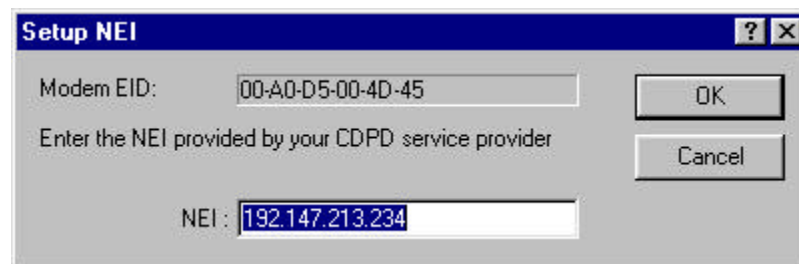 Setup NEI
Modem EID: 00-A0-D5-00-4D-45
OK
Enter the NEI provided by your CDPD service provider
Cancel
NEI : 192.147.213.234